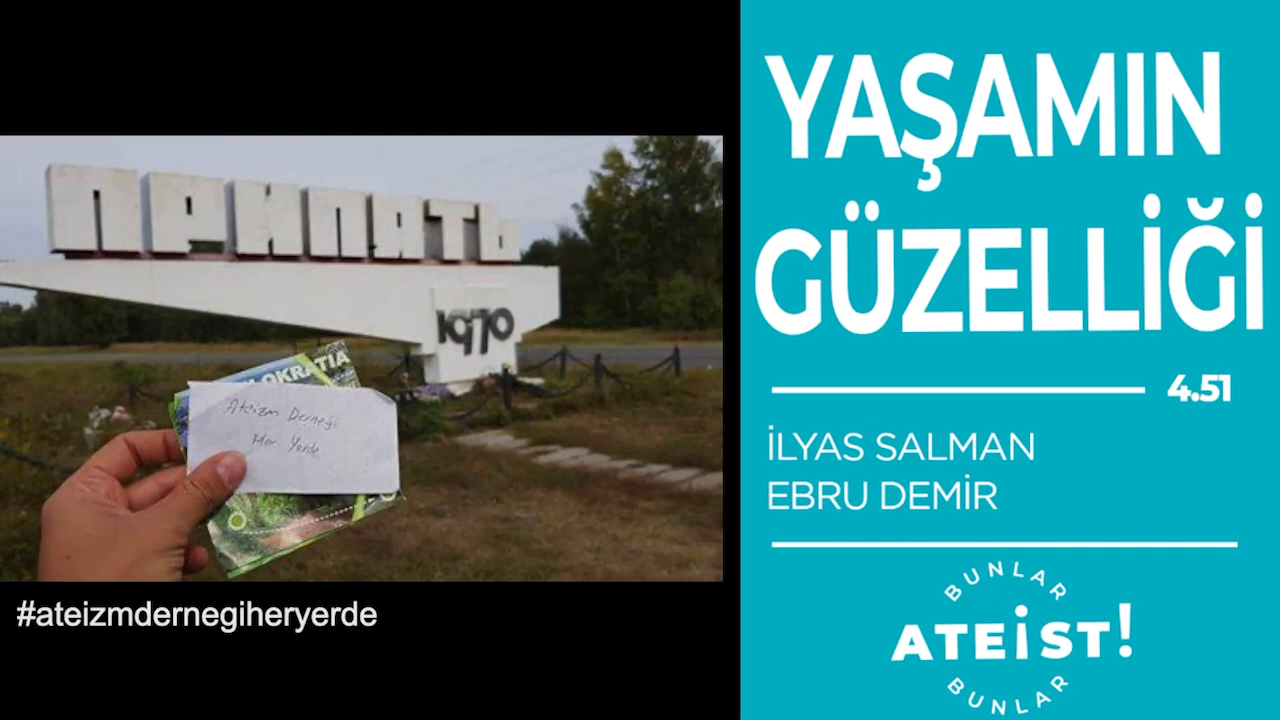 ПРИПЯТЬ
1970
Ateizm Derneği
Her Yerde
#ateizmdernegiheryerde
YAŞAMIN
GÜZELLİĞİ
4.51
İLYAS SALMAN
EBRU DEMİR
BUNLAR
ATEİST!
BUNLAR